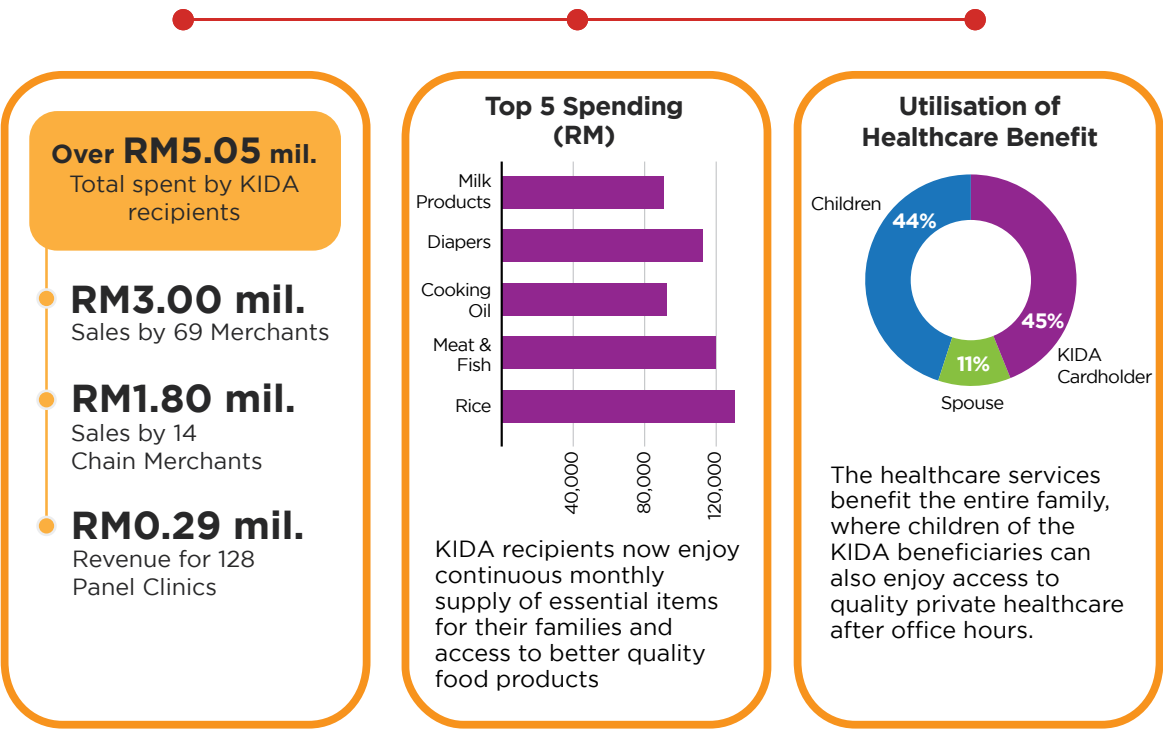 Over RM5.05 mil.
Total spent by KIDA
recipients
RM3.00 mil.
Sales by 69 Merchants
RM1.80 mil.
Sales by 14
Chain Merchants
RM0.29 mil.
Revenue for 128
Panel Clinics
Top 5 Spending
(RM)
Milk
Products
Diapers
Cooking
Oil
Meat &
Fish
Rice
40,000
80,000
120,000
KIDA recipients now enjoy
continuous monthly
supply of essential items
for their families and
access to better quality
food products
Utilisation of
Healthcare Benefit
Children
44%
45%
KIDA
Cardholder
11%
Spouse
The healthcare services
benefit the entire family,
where children of the
KIDA beneficiaries can
also enjoy access to
quality private healthcare
after office hours.